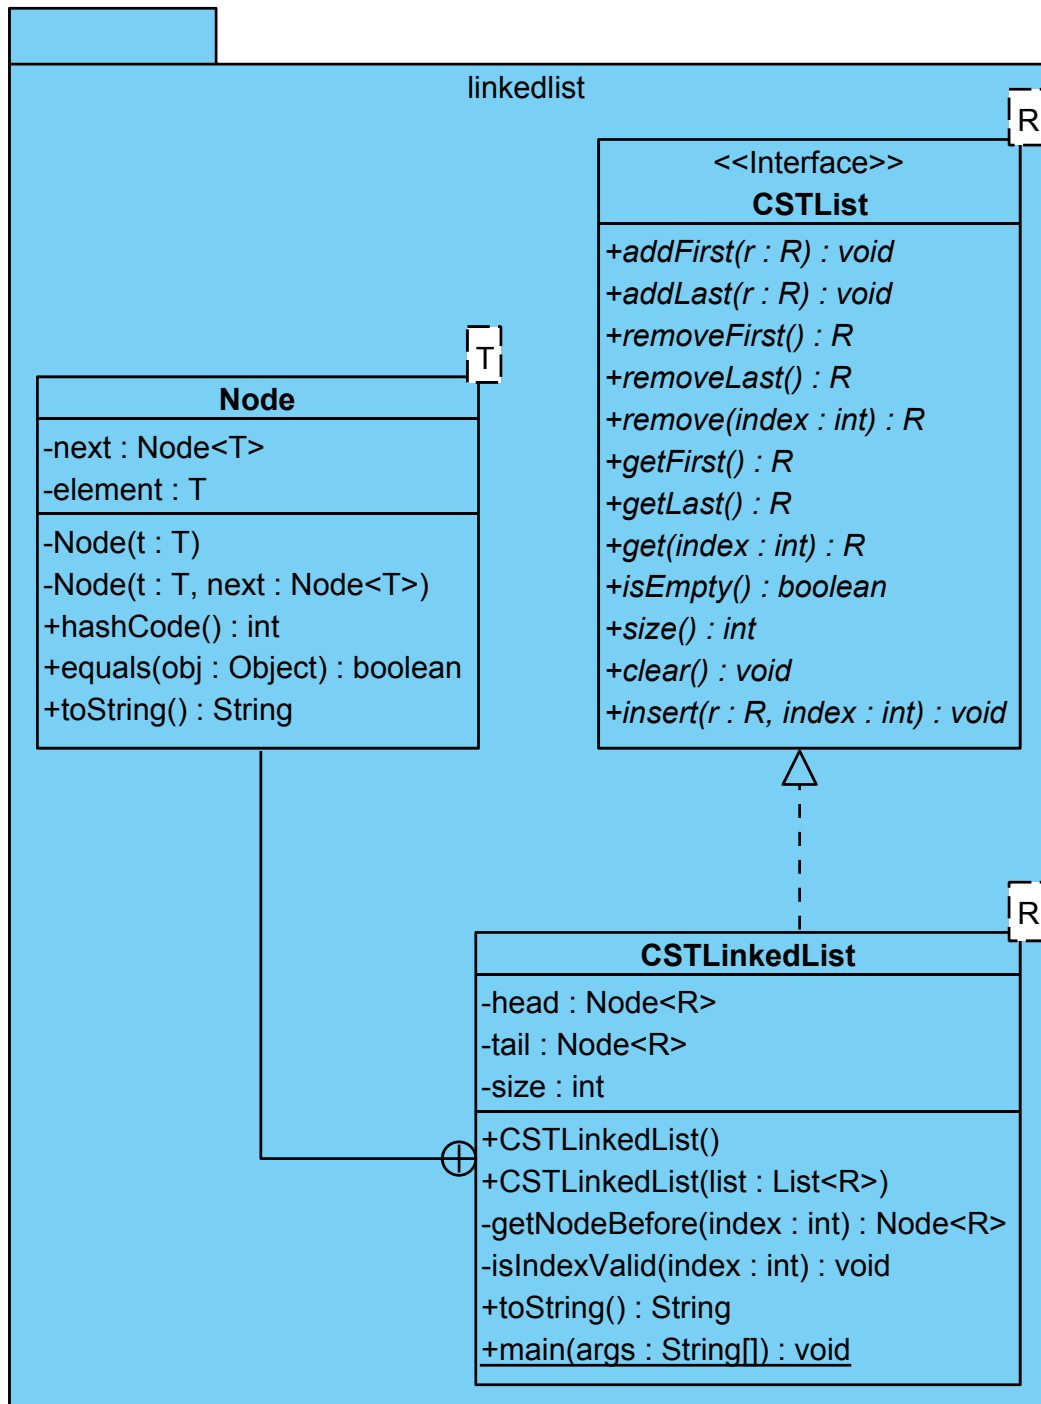 linkedlist
R
<<Interface>>
CSTList
+addFirst(r : R) : void
+addLast(r : R) : void
+removeFirst() : R
+removeLast() : R
+remove(index : int) : R
+getFirst() : R
+getLast() : R
+get(index : int) : R
+isEmpty() : boolean
+size() : int
+clear() : void
+insert(r : R, index : int) : void
T
Node
-next : Node<T>
-element : T
-Node(t : T)
-Node(t : T, next : Node<T>)
+hashCode() : int
+equals(obj : Object) : boolean
+toString() : String
R
CSTLinkedList
-head : Node<R>
-tail : Node<R>
-size : int
+CSTLinkedList()
+CSTLinkedList(list : List<R>)
-getNodeBefore(index : int) : Node<R>
-isIndexValid(index : int) : void
+toString() : String
+main(args : String[]) : void